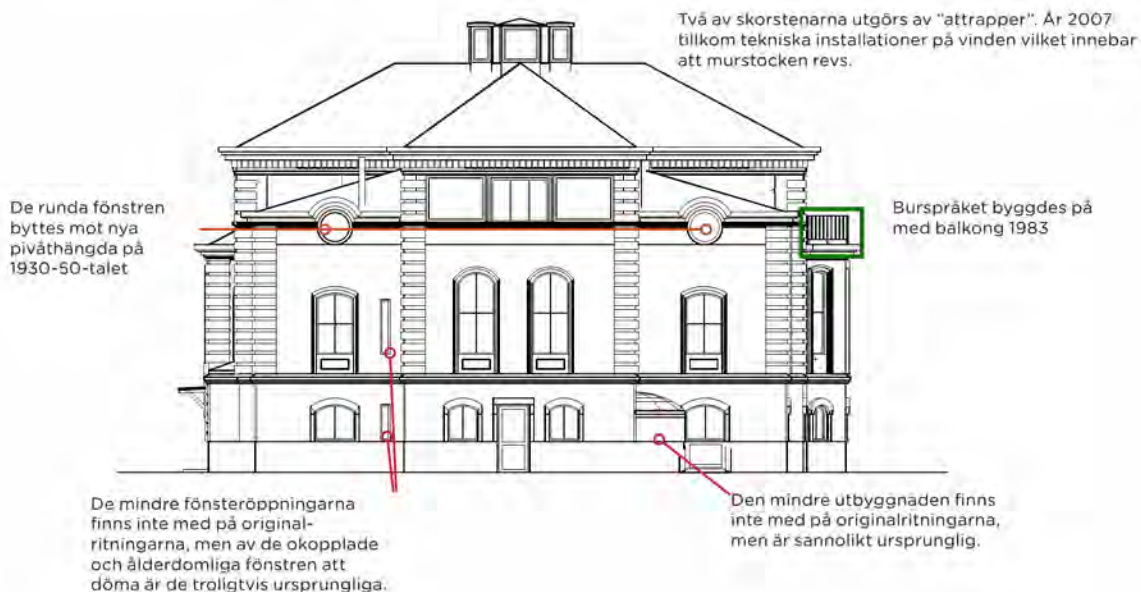 Två av skorstenarna utgörs av "attrapper". År 2007
tillkom tekniska installationer på vinden vilket innebar
att murstocken revs.
De runda fönstren
byttes mot nya
pivåthängda på
1930-50-talet
Burspråket byggdes på
med balkong 1983
De mindre fönsteröppningarna
finns inte med på original-
ritningarna, men av de okopplade
och ålderdomliga fönstren att
döma är de troligtvis ursprungliga.
Den mindre utbyggnaden finns
inte med på originalritningarna,
men är sannolikt ursprunglig.